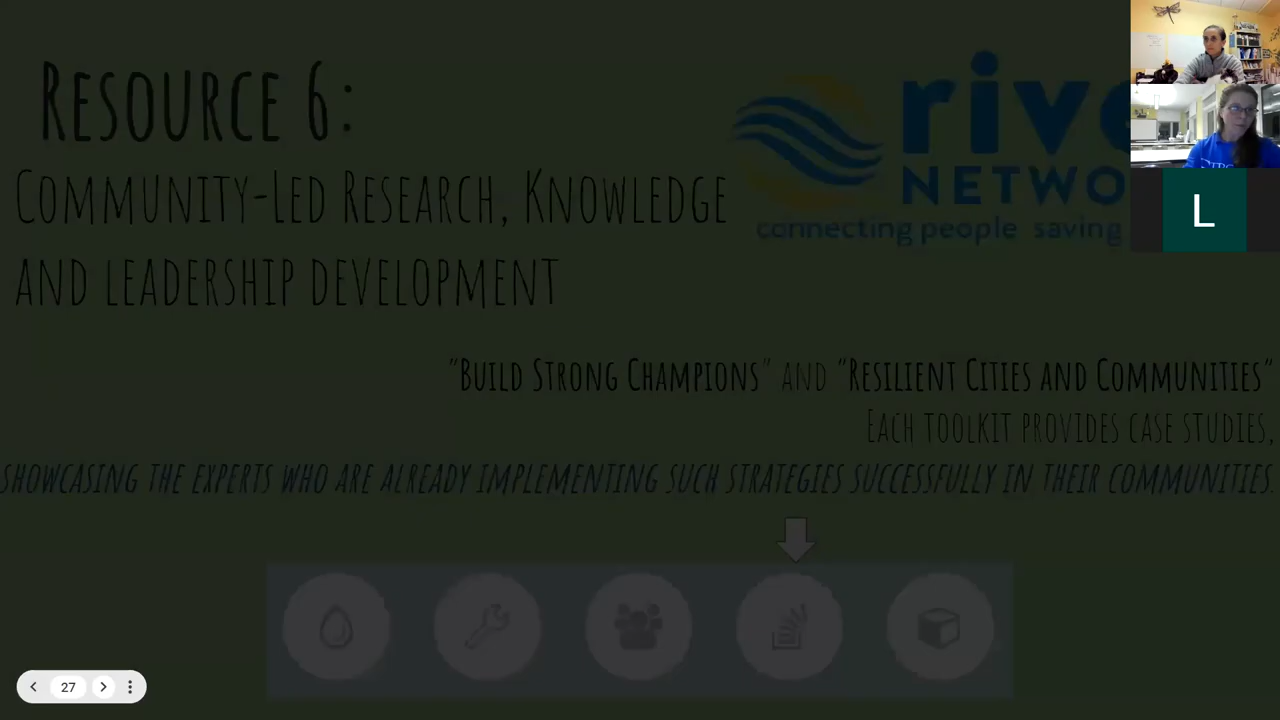 RESOURCE 6:
COMMUNITY-LED RESEARCH, KNOWLEDGE
AND LEADERSHIP DEVELOPMENT
rive
NETWO
connecting people saving
"BUILD STRONG CHAMPIONS" AND "RESILIENT CITIES AND COMMUNITIES"
EACH TOOLKIT PROVIDES CASE STUDIES,
SHOWCASING THE EXPERTS WHO ARE ALREADY IMPLEMENTING SUCH STRATEGIES SUCCESSFULLY IN THEIR COMMUNITIES.
27
L